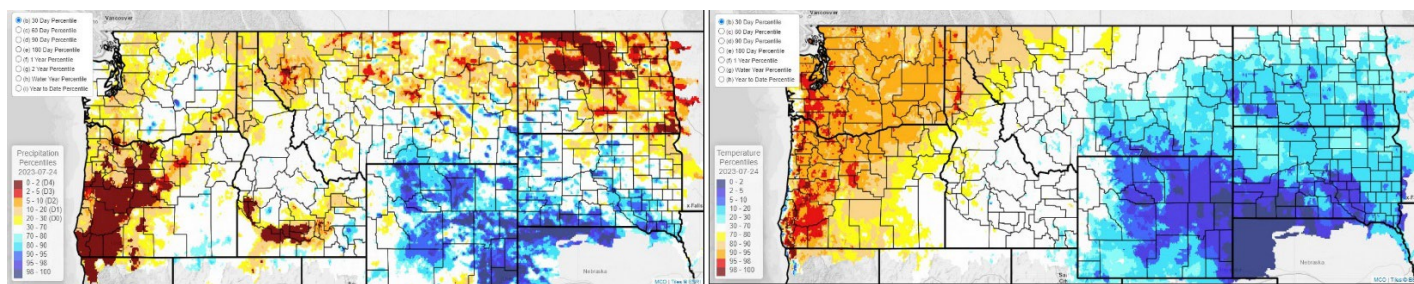 Vancouver
(b) 30 Day Percentile
(c) 60 Day Percentile
(d) 90 Day Percentile
(e) 180 Day Percentile
(f) 1 Year Percentile
(g) 2 Year Percentile
(h) Water Year Percentile
(i) Year to Date Percentile
Precipitation
Percentiles
2023-07-24
0 - 2 (D4)
2 - 5 (D3)
5 - 10 (D2)
10 - 20 (D1)
20 - 30 (D0)
30 - 70
70 - 80
80 - 90
90 - 95
95 - 98
98 - 100
Nebraska
Vancouver
(b) 30 Day Percentile
(c) 60 Day Percentile
(d) 90 Day Percentile
(e) 180 Day Percentile
(f) 1 Year Percentile
(g) Water Year Percentile
(h) Year to Date Percentile
Temperature
Percentiles
2023-07-24
0 - 2
2 - 5
5 - 10
10 - 20
20 - 30
30 - 70
70 - 80
80 - 90
90 - 95
95 - 98
98 - 100
Nebraska